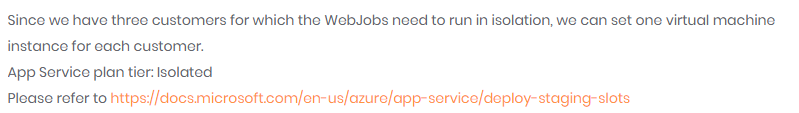 Since we have three customers for which the WebJobs need to run in isolation, we can set one virtual machine
instance for each customer.
App Service plan tier: Isolated
Please refer to https://docs.microsoft.com/en-us/azure/app-service/deploy-staging-slots